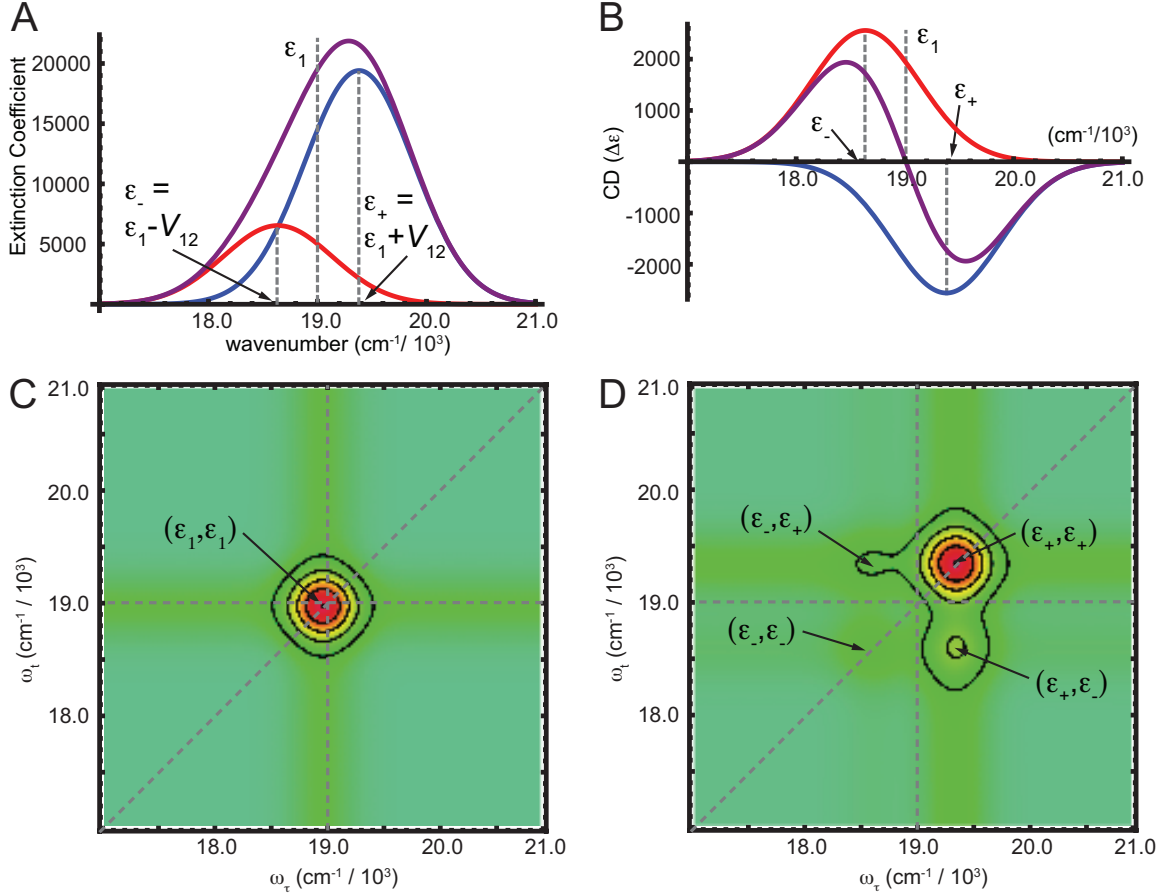 A
Extinction Coefficient
20000
15000
10000
5000
ε1
ε- =
ε1-V12
ε+ =
ε1+V12
18.0 19.0 20.0 21.0
wavenumber (cm-1/ 103)
B
CD (Δε)
2000
1000
-1000
-2000
ε1
ε+
ε-
(cm-1/103)
18.0 19.0 20.0 21.0
C
21.0
20.0
19.0
18.0
ωt (cm-1 / 103)
(ε1,ε1)
18.0 19.0 20.0 21.0
ωτ (cm-1 / 103)
D
21.0
20.0
19.0
18.0
ωt (cm-1 / 103)
(ε-,ε+)
(ε+,ε+)
(ε-,ε-)
(ε+,ε-)
18.0 19.0 20.0 21.0
ωτ (cm-1 / 103)